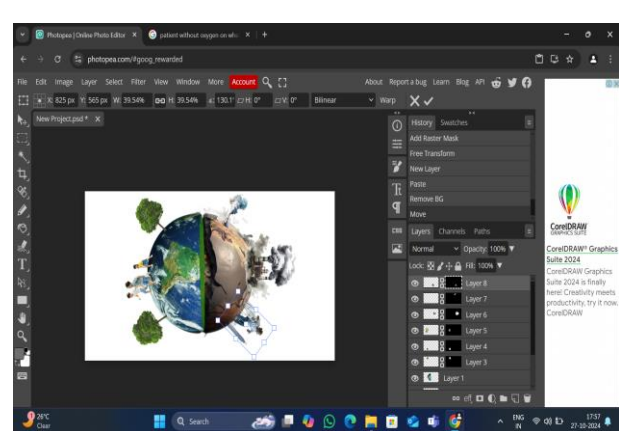 Photopea | Online Photo Editor
patient without oxygen on whe
photopea.com/#goog_rewarded
File Edit Image Layer Select Filter View Window More Account
About Report a bug Learn Blog API
X: 825 px Y: 565 px W: 39.54% H: 39.54% 130.1° H: 0° V: 0° Bilinear Warp
New Project.psd *
History Swatches
Add Raster Mask
Free Transform
New Layer
Paste
Remove BG
Move
Layers Channels Paths
Normal Opacity: 100%
Lock: Fill: 100%
Layer 8
Layer 7
Layer 6
Layer 5
Layer 4
Layer 3
Layer 1
CorelDRAW
GRAPHICS SUITE
CorelDRAW® Graphics
Suite 2024
CorelDRAW Graphics
Suite 2024 is finally
here! Creativity meets
productivity, try it now.
CorelDRAW
26°C
Clear
Search
ENG
IN
17:57
27-10-2024